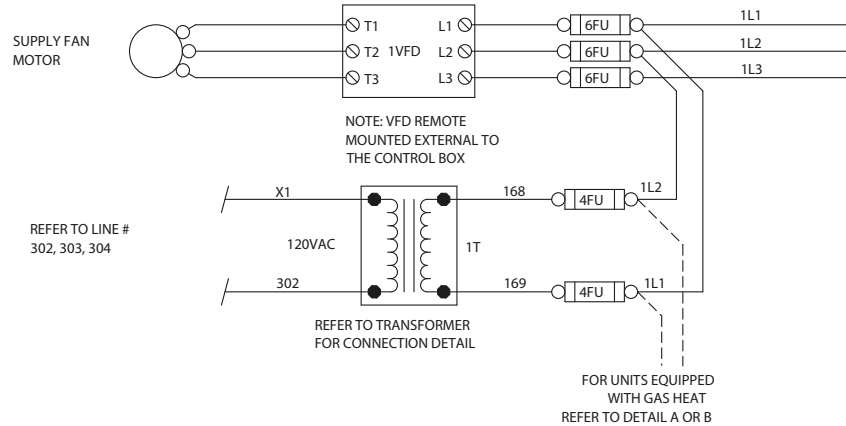 1L1
T1
L1
6FU
SUPPLY FAN
MOTOR
T2
1VFD
L2
6FU
1L2
T3
L3
6FU
1L3
NOTE: VFD REMOTE
MOUNTED EXTERNAL TO
THE CONTROL BOX
X1
168
4FU
1L2
REFER TO LINE #
302, 303, 304
120VAC
1T
302
169
4FU
1L1
REFER TO TRANSFORMER
FOR CONNECTION DETAIL
FOR UNITS EQUIPPED
WITH GAS HEAT
REFER TO DETAIL A OR B